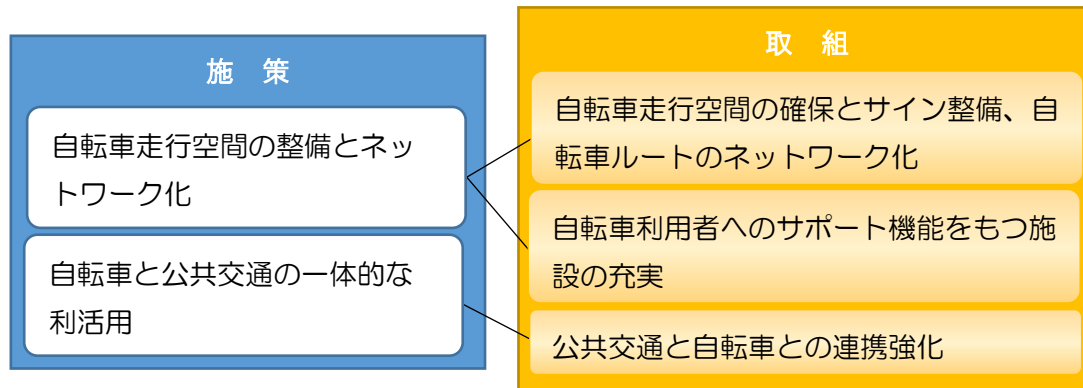 施 策
自転車走行空間の整備とネッ
トワーク化
自転車と公共交通の一体的な
利活用
取 組
自転車走行空間の確保とサイン整備、自
転車ルートのネットワーク化
自転車利用者へのサポート機能をもつ施
設の充実
公共交通と自転車との連携強化